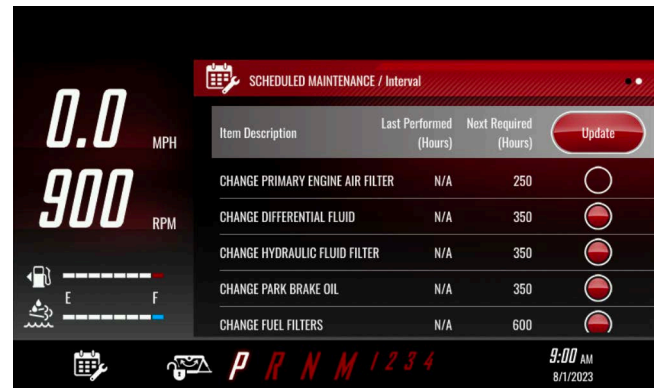 SCHEDULED MAINTENANCE / Interval
0.0 MPH
900 RPM
E F
Item Description Last Performed (Hours) Next Required (Hours) Update
CHANGE PRIMARY ENGINE AIR FILTER N/A 250
CHANGE DIFFERENTIAL FLUID N/A 350
CHANGE HYDRAULIC FLUID FILTER N/A 350
CHANGE PARK BRAKE OIL N/A 350
CHANGE FUEL FILTERS N/A 600
P R N M 1 2 3 4
9:00 AM
8/1/2023